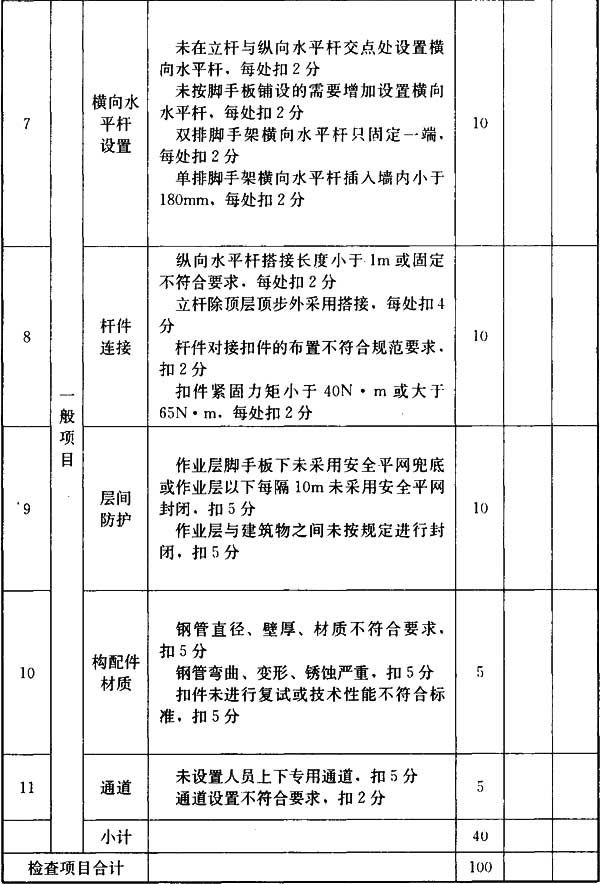 7
横向水
平杆
设置
未在立杆与纵向水平杆交点处设置横
向水平杆，每处扣2分
未按脚手板铺设的需要增加设置横向
水平杆，每处扣2分
双排脚手架横向水平杆只固定一端，
每处扣2分
单排脚手架横向水平杆插入墙内小于
180mm，每处扣2分
10
一般项目
8
杆件
连接
纵向水平杆搭接长度小于1m或固定
不符合要求，每处扣2分
立杆除顶层顶步外采用搭接，每处扣4
分
杆件对接扣件的布置不符合规范要求，
扣2分
扣件紧固力矩小于40N·m或大于
65N·m，每处扣2分
10
9
层间
防护
作业层脚手板下未采用安全平网兜底
或作业层以下每隔10m未采用安全平网
封闭，扣5分
作业层与建筑物之间未按规定进行封
闭，扣5分
10
10
构配件
材质
钢管直径、壁厚、材质不符合要求，
扣5分
钢管弯曲、变形、锈蚀严重，扣5分
扣件未进行复试或技术性能不符合标
准，扣5分
5
11
通道
未设置人员上下专用通道，扣5分
通道设置不符合要求，扣2分
5
小计
40
检查项目合计
100